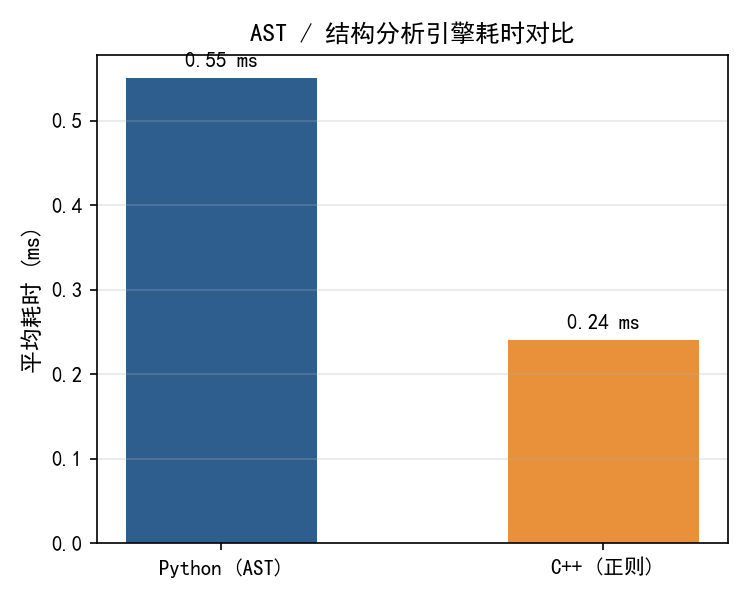 AST / 结构分析引擎耗时对比
0.55 ms
0.5
0.4
0.3
0.24 ms
0.2
0.1
0.0
平均耗时 (ms)
Python (AST)
C++ (正则)